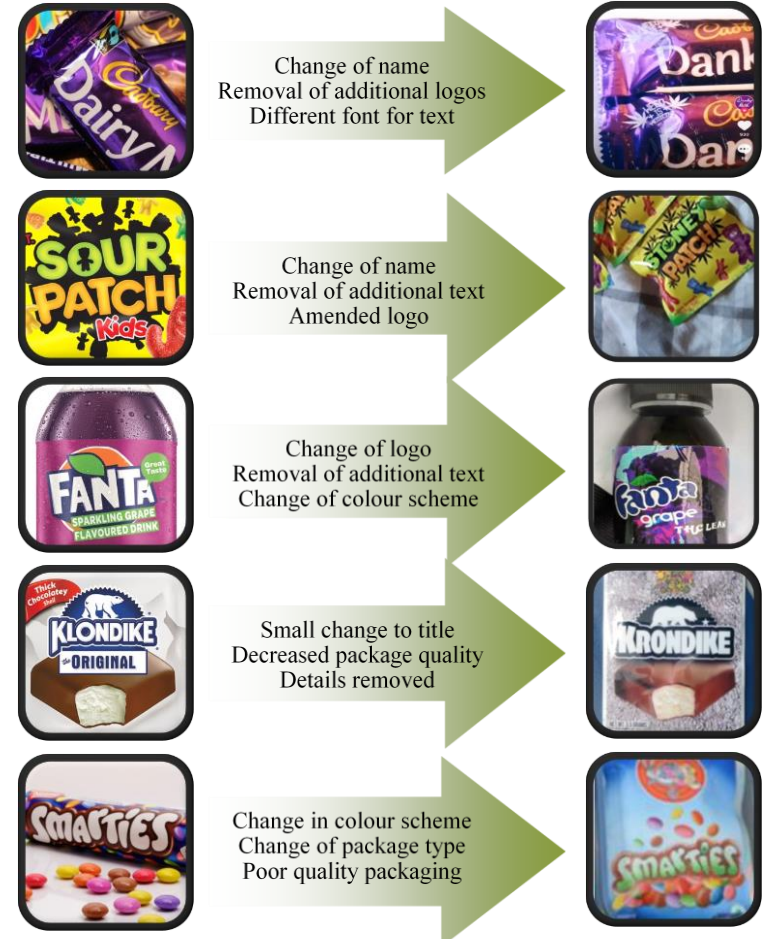 Cadbury
Dairy M
Change of name
Removal of additional logos
Different font for text
Dank
Dan
SOUR
PATCH
Kids
Change of name
Removal of additional text
Amended logo
STONEY
PATCH
FANTA
Great
Taste
SPARKLING GRAPE
FLAVOURED DRINK
Change of logo
Removal of additional text
Change of colour scheme
fanta
grape
THC LEAN
Thick
Chocolatey
Shell
KLONDIKE
the ORIGINAL
Small change to title
Decreased package quality
Details removed
KRONDIKE
SMARTIES
Change in colour scheme
Change of package type
Poor quality packaging
SMARTIES